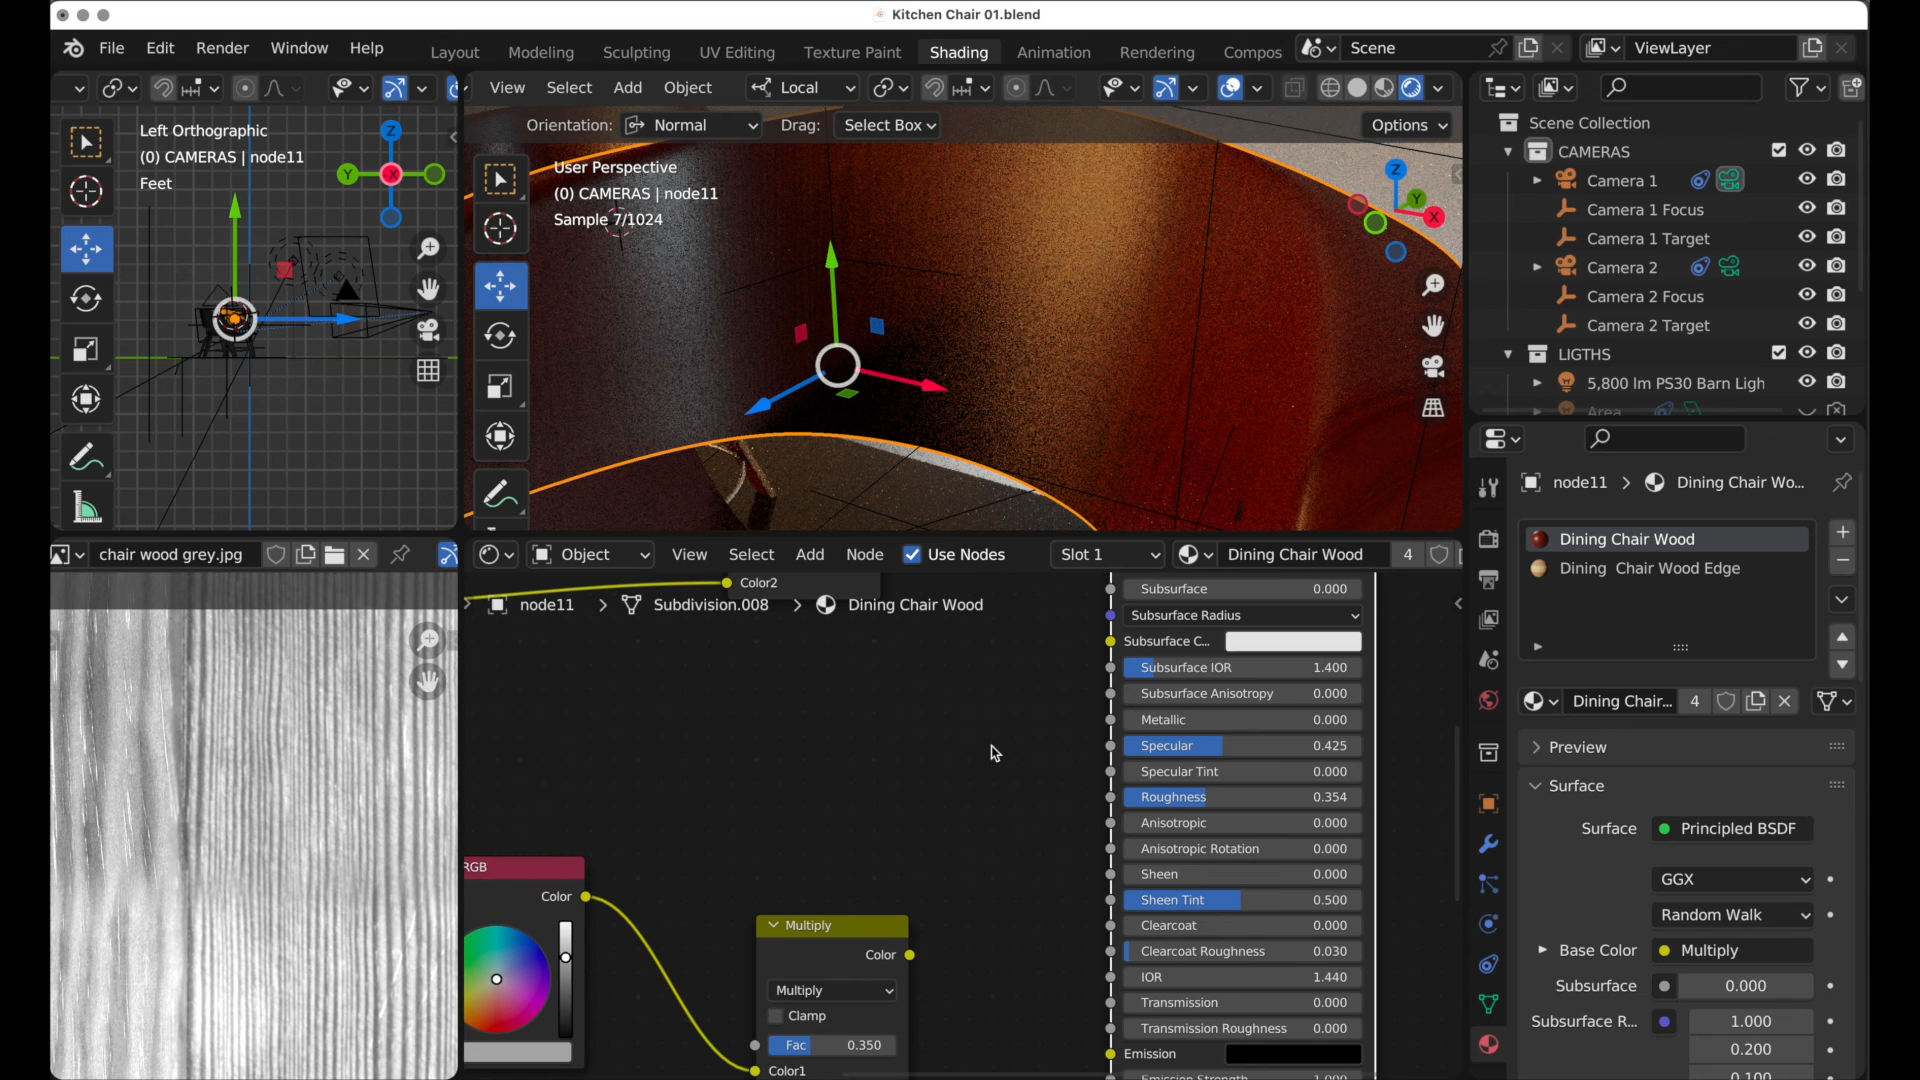 Kitchen Chair 01.blend
File Edit Render Window Help
Layout Modeling Sculpting UV Editing Texture Paint Shading Animation Rendering Compos
Scene
ViewLayer
View Select Add Object
Local
Orientation: Normal Drag: Select Box
Options
Left Orthographic
(0) CAMERAS | node11
Feet
Z
Y
X
User Perspective
(0) CAMERAS | node11
Sample 7/1024
Z
Y
X
Scene Collection
CAMERAS
Camera 1
Camera 1 Focus
Camera 1 Target
Camera 2
Camera 2 Focus
Camera 2 Target
LIGTHS
5,800 lm PS30 Barn Ligh
Area
node11 > Dining Chair Wo...
Dining Chair Wood
Dining Chair Wood Edge
Dining Chair... 4
Preview
Surface
Surface Principled BSDF
GGX
Random Walk
Base Color Multiply
Subsurface 0.000
Subsurface R... 1.000
0.200
0.100
chair wood grey.jpg
Object View Select Add Node Use Nodes Slot 1 Dining Chair Wood 4
Color2
node11 > Subdivision.008 > Dining Chair Wood
RGB
Color
Multiply
Color
Multiply
Clamp
Fac 0.350
Color1
Subsurface 0.000
Subsurface Radius
Subsurface C...
Subsurface IOR 1.400
Subsurface Anisotropy 0.000
Metallic 0.000
Specular 0.425
Specular Tint 0.000
Roughness 0.354
Anisotropic 0.000
Anisotropic Rotation 0.000
Sheen 0.000
Sheen Tint 0.500
Clearcoat 0.000
Clearcoat Roughness 0.030
IOR 1.440
Transmission 0.000
Transmission Roughness 0.000
Emission
Emission Strength 1.000